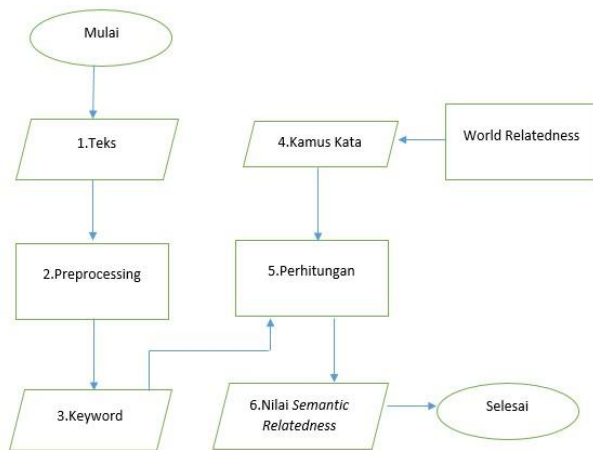 Mulai
1.Teks
2.Preprocessing
3.Keyword
4.Kamus Kata
World Relatedness
5.Perhitungan
6.Nilai Semantic
Relatedness
Selesai